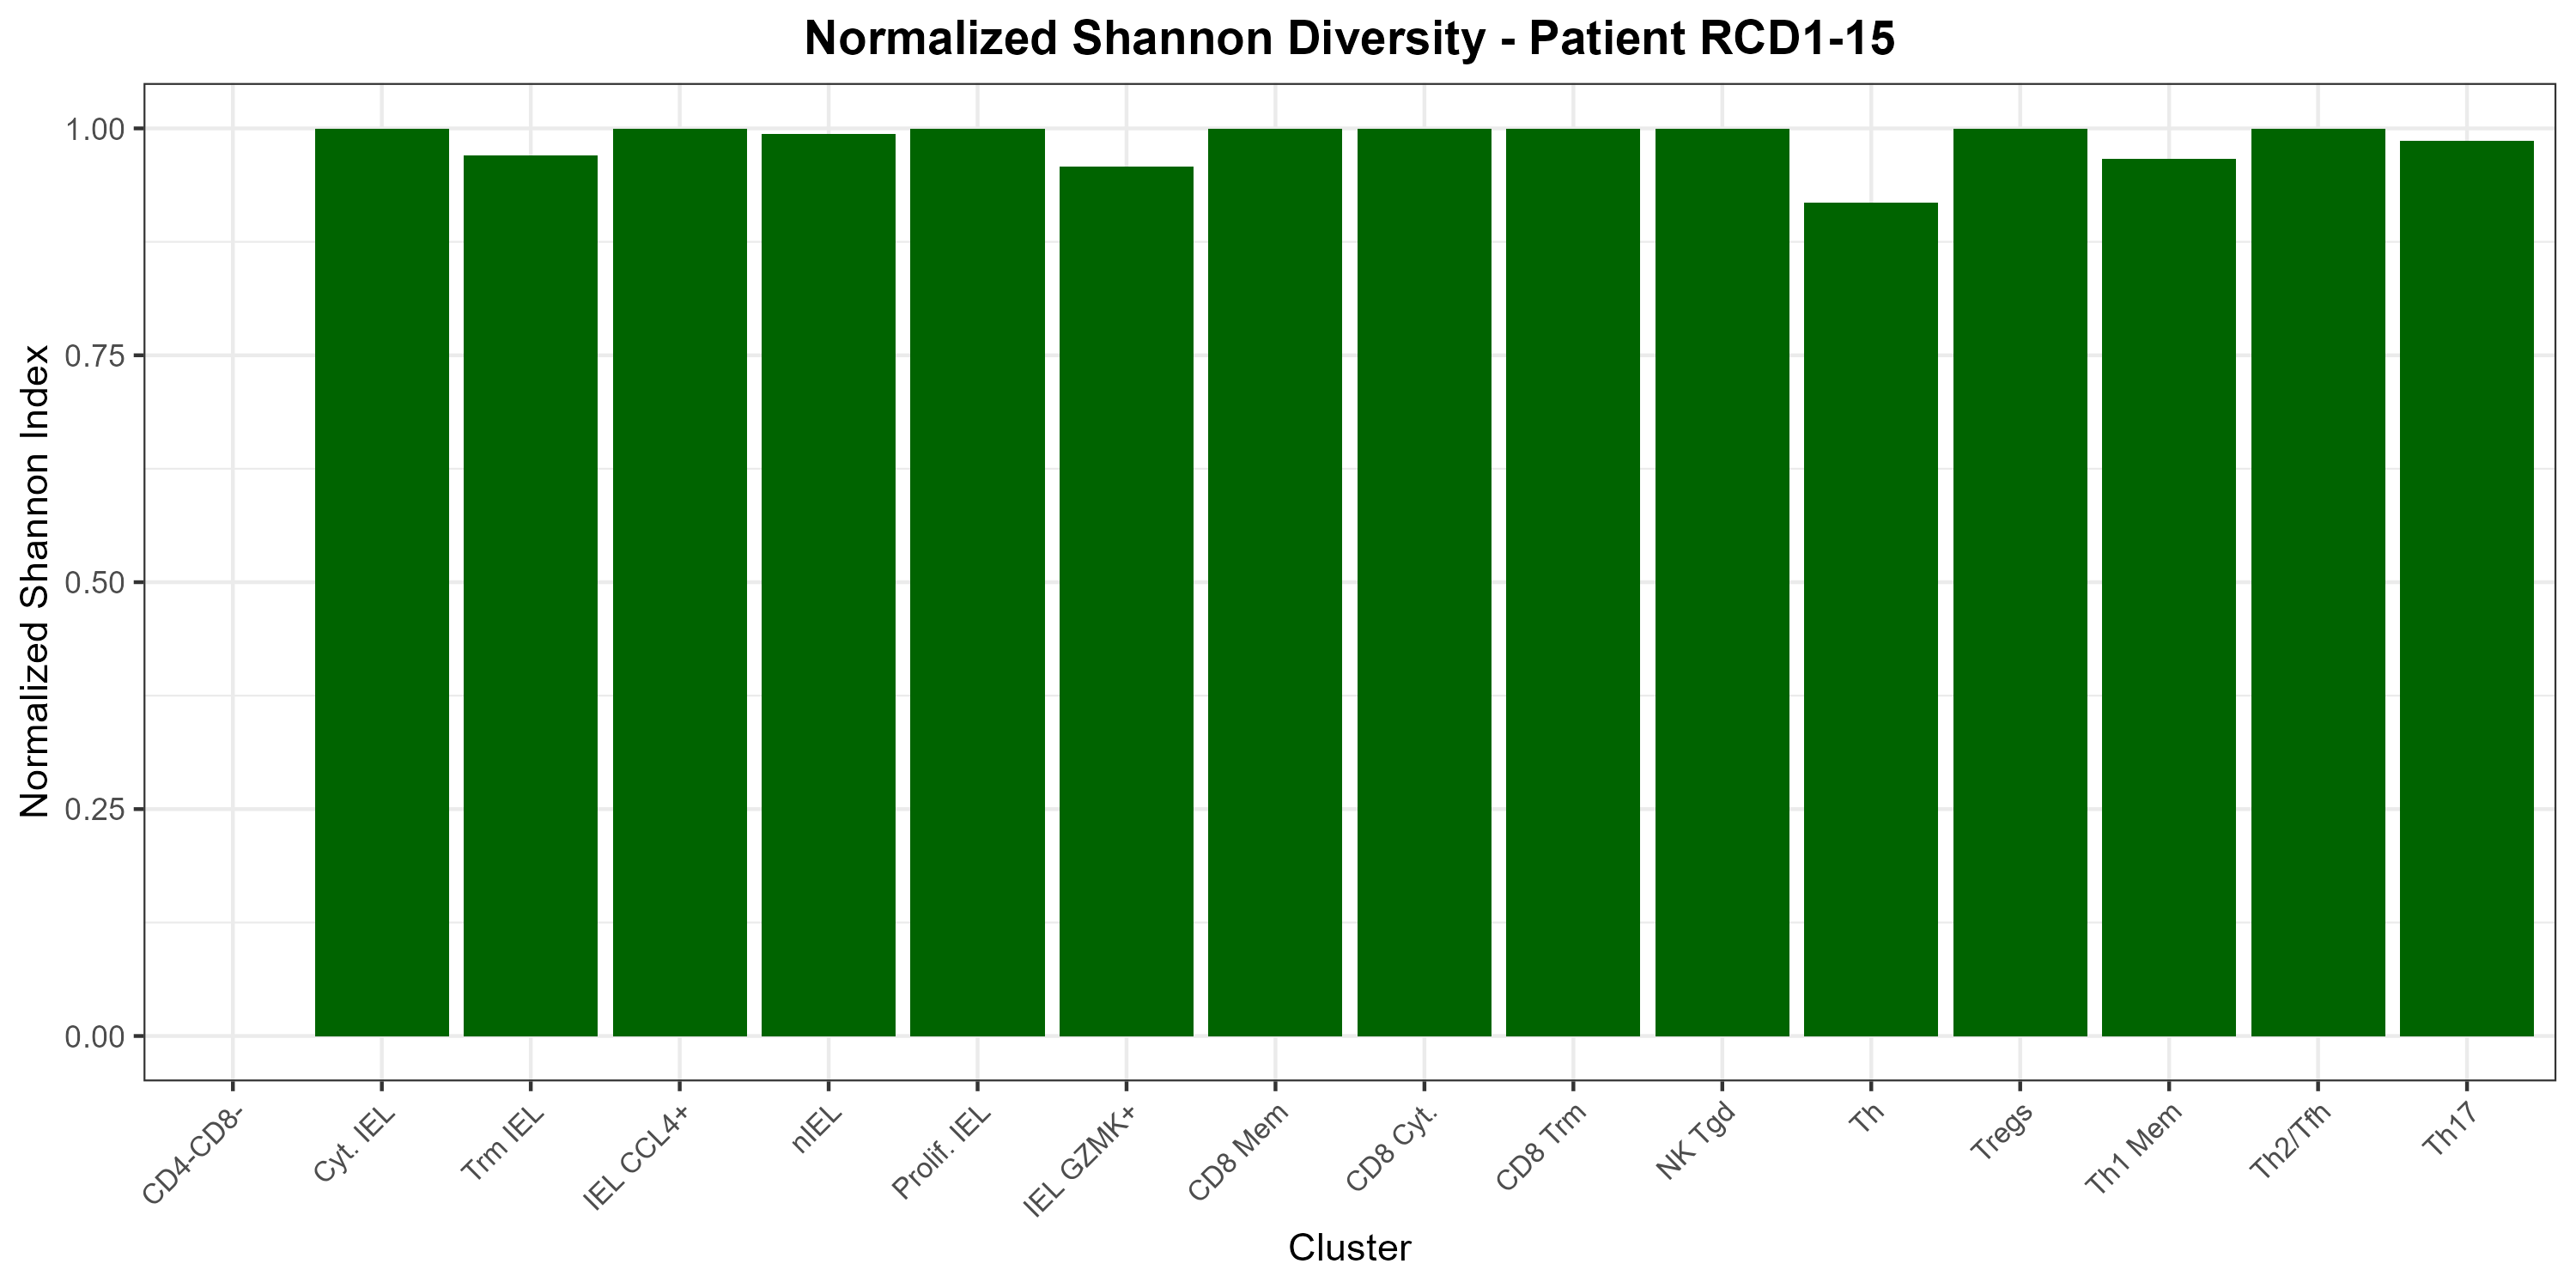 Normalized Shannon Diversity - Patient RCD1-15
Normalized Shannon Index
1.00
0.75
0.50
0.25
0.00
CD4-CD8-
Cyt. IEL
Trm IEL
IEL CCL4+
nIEL
Prolif. IEL
IEL GZMK+
CD8 Mem
CD8 Cyt.
CD8 Trm
NK Tgd
Th
Tregs
Th1 Mem
Th2/Tfh
Th17
Cluster